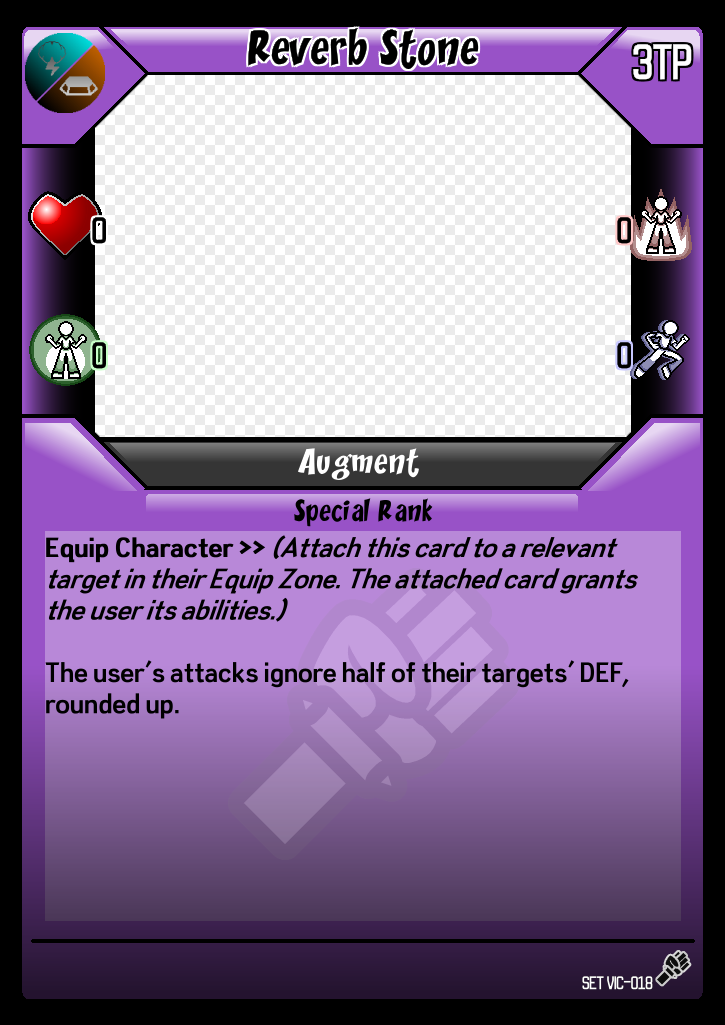 Reverb Stone
3TP
0
0
0
0
Augment
Special Rank
Equip Character >> (Attach this card to a relevant
target in their Equip Zone. The attached card grants
the user its abilities.)
The user's attacks ignore half of their targets' DEF,
rounded up.
SET VIC-018